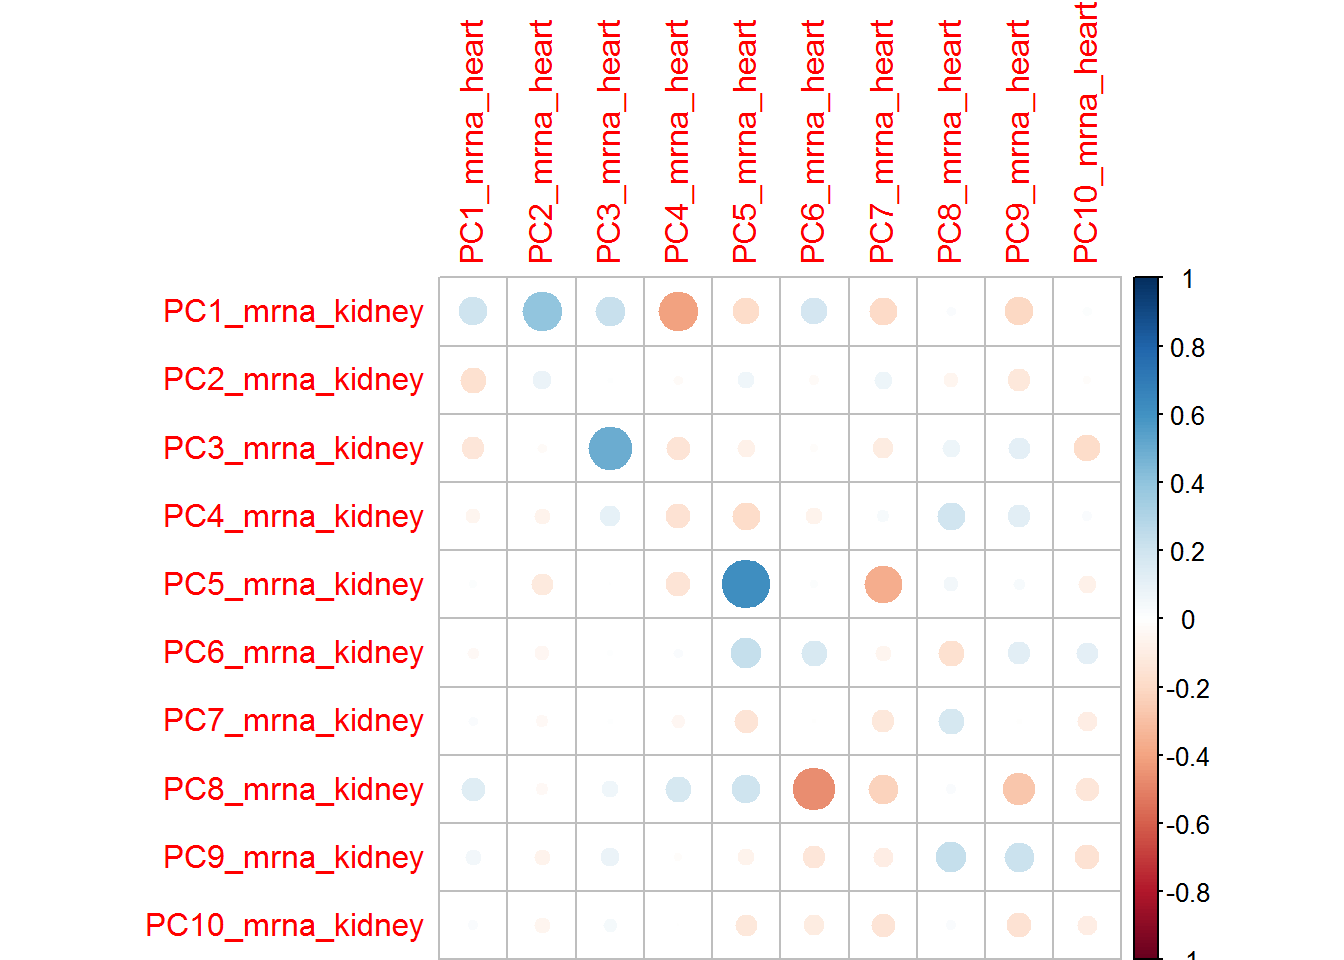 PC1_mrna_heart
PC2_mrna_heart
PC3_mrna_heart
PC4_mrna_heart
PC5_mrna_heart
PC6_mrna_heart
PC7_mrna_heart
PC8_mrna_heart
PC9_mrna_heart
PC10_mrna_heart
PC1_mrna_kidney
PC2_mrna_kidney
PC3_mrna_kidney
PC4_mrna_kidney
PC5_mrna_kidney
PC6_mrna_kidney
PC7_mrna_kidney
PC8_mrna_kidney
PC9_mrna_kidney
PC10_mrna_kidney
1
0.8
0.6
0.4
0.2
0
-0.2
-0.4
-0.6
-0.8
-1